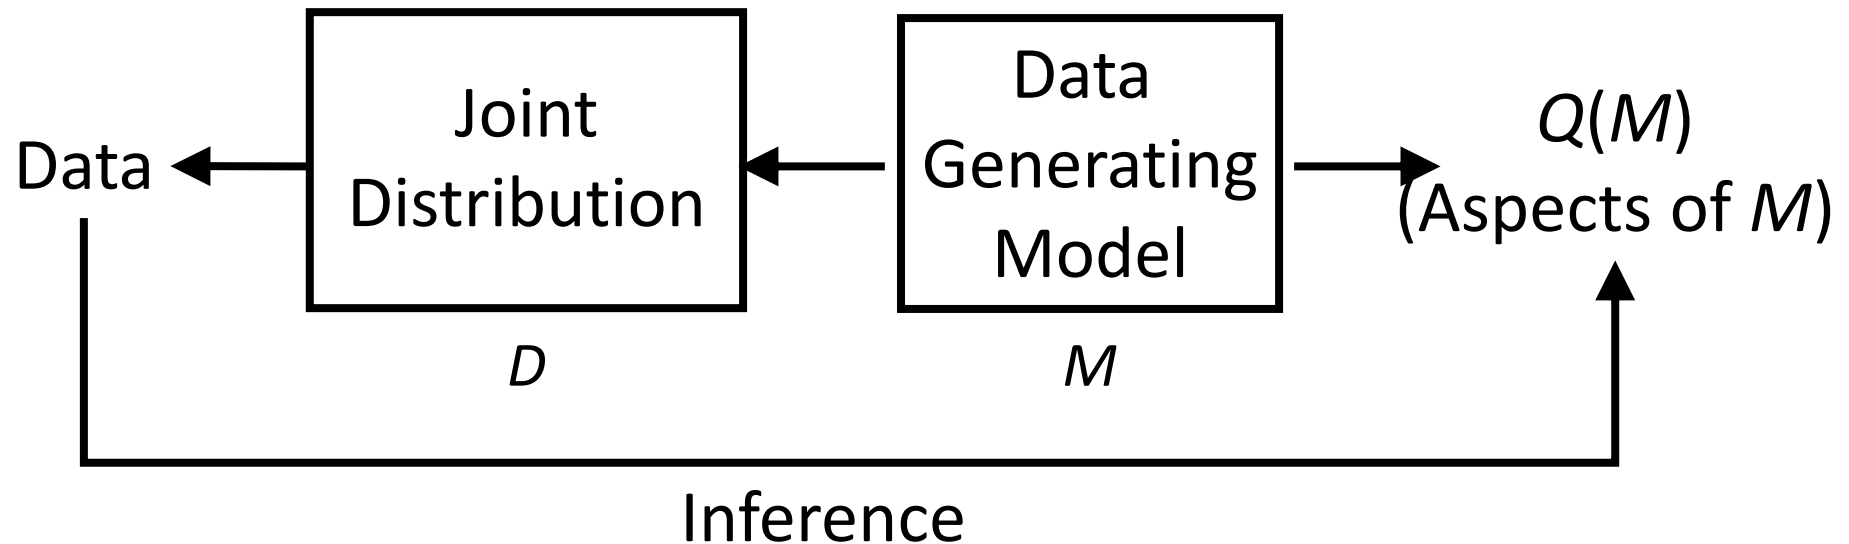 Data
Joint
Distribution
D
Data
Generating
Model
M
Q(M)
(Aspects of M)
Inference